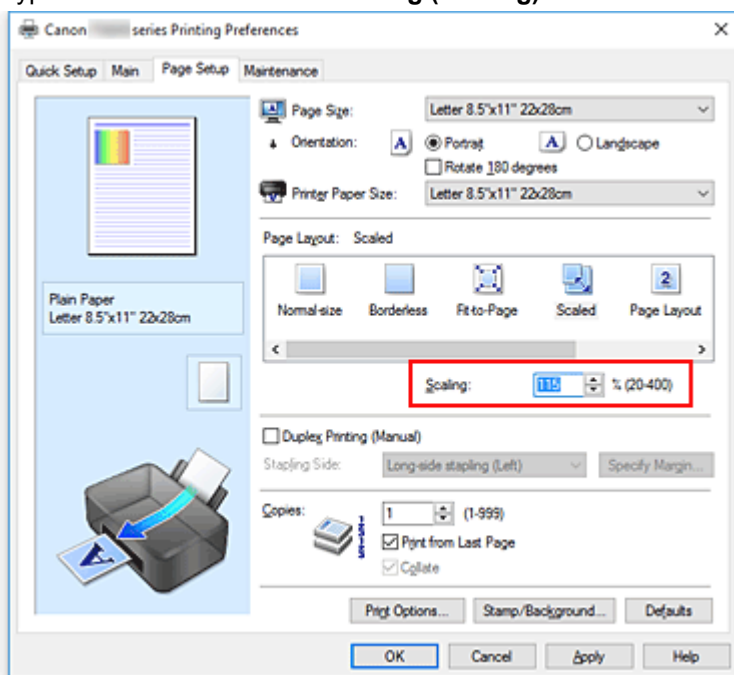 Canon series Printing Preferences
Quick Setup Main Page Setup Maintenance
Page Size: Letter 8.5"x11" 22x28cm
Orientation: A Portrait A Landscape
Rotate 180 degrees
Printer Paper Size: Letter 8.5"x11" 22x28cm
Page Layout: Scaled
Normal-size Borderless Fit-to-Page Scaled 2 Page Layout
Plain Paper
Letter 8.5"x11" 22x28cm
Scaling: 115 % (20-400)
Duplex Printing (Manual)
Stapling Side: Long-side stapling (Left) Specify Margin...
Copies: 1 (1-999)
Print from Last Page
Collate
A
Print Options... Stamp/Background... Defaults
OK Cancel Apply Help